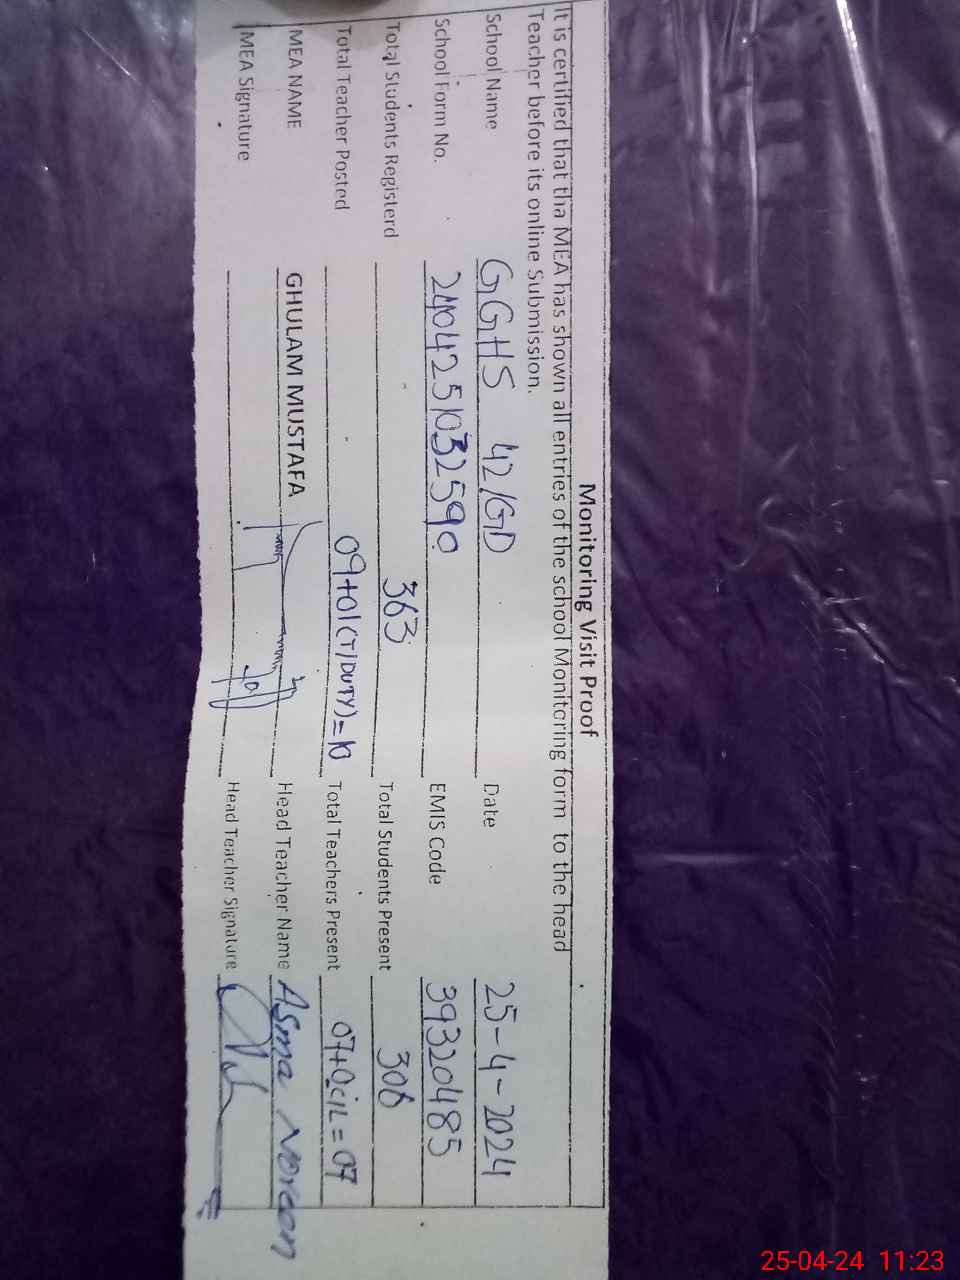 Monitoring Visit Proof
It is certified that tha MEA has shown all entries of the school Monitoring form to the head
Teacher before its online Submission.
School Name GGHS 42/GD Date 25-4-2024
School Form No. 2404251032590 EMIS Code 39320485
Total Students Registerd 363 Total Students Present 306
Total Teacher Posted 09+01(T/DUTY)=10 Total Teachers Present 07+0C/L=07
MEA NAME GHULAM MUSTAFA Head Teacher Name Asma Noreen
MEA Signature Head Teacher Signature
25-04-24 11:23